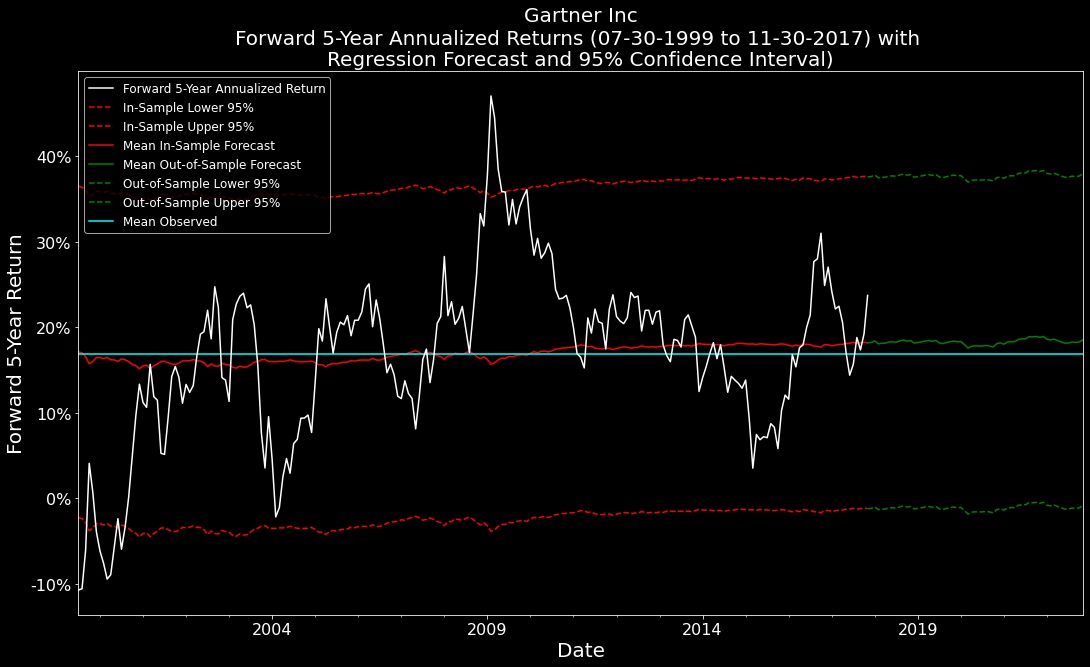 Gartner Inc
Forward 5-Year Annualized Returns (07-30-1999 to 11-30-2017) with
Regression Forecast and 95% Confidence Interval)
Forward 5-Year Annualized Return
In-Sample Lower 95%
In-Sample Upper 95%
Mean In-Sample Forecast
Mean Out-of-Sample Forecast
Out-of-Sample Lower 95%
Out-of-Sample Upper 95%
Mean Observed
Forward 5-Year Return
40%
30%
20%
10%
0%
-10%
2004
2009
2014
2019
Date